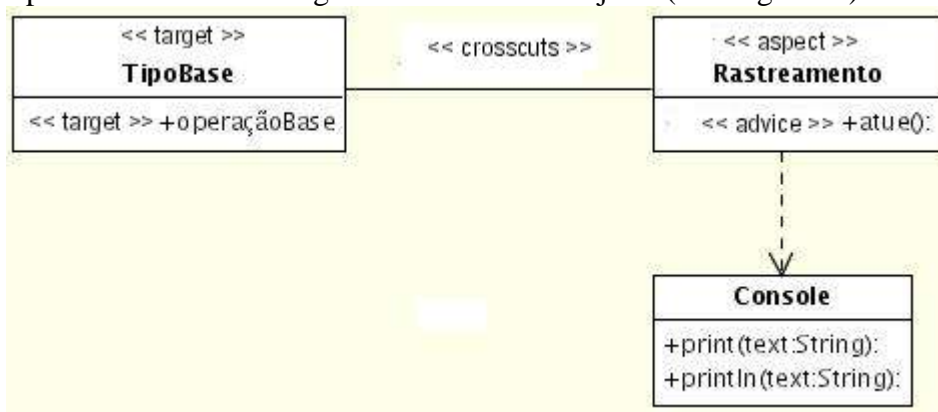 << target >>
TipoBase
<< target >> +operaçãoBase
<< crosscuts >>
<< aspect >>
Rastreamento
<< advice >> +atue():
Console
+print(text:String):
+println(text:String):